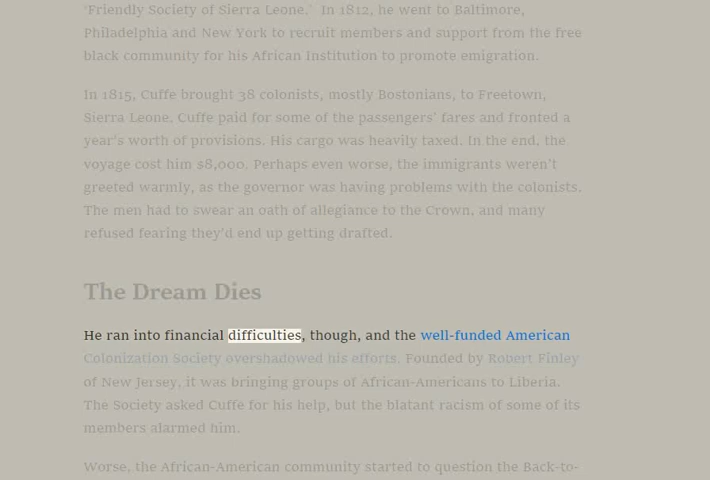 'Friendly Society of Sierra Leone.' In 1812, he went to Baltimore,
Philadelphia and New York to recruit members and support from the free
black community for his African Institution to promote emigration.
In 1815, Cuffe brought 38 colonists, mostly Bostonians, to Freetown,
Sierra Leone. Cuffe paid for some of the passengers' fares and fronted a
year's worth of provisions. His cargo was heavily taxed. In the end, the
voyage cost him $8,000. Perhaps even worse, the immigrants weren't
greeted warmly, as the governor was having problems with the colonists.
The men had to swear an oath of allegiance to the Crown, and many
refused fearing they'd end up getting drafted.
The Dream Dies
He ran into financial difficulties, though, and the well-funded American
Colonization Society overshadowed his efforts. Founded by Robert Finley
of New Jersey, it was bringing groups of African-Americans to Liberia.
The Society asked Cuffe for his help, but the blatant racism of some of its
members alarmed him.
Worse, the African-American community started to question the Back-to-